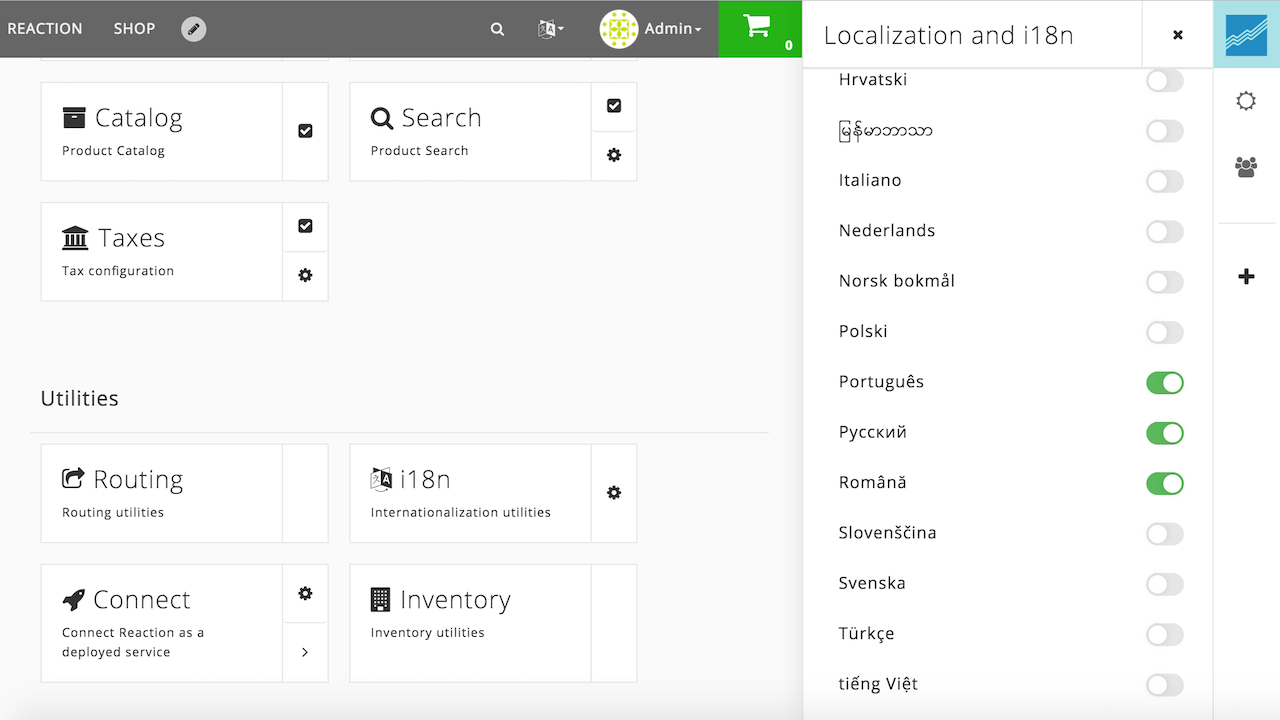 REACTION
SHOP
Admin
0
Catalog
Product Catalog
Search
Product Search
Taxes
Tax configuration
Utilities
Routing
Routing utilities
i18n
Internationalization utilities
Connect
Connect Reaction as a
deployed service
Inventory
Inventory utilities
Localization and i18n
Hrvatski
မြန်မာဘာသာ
Italiano
Nederlands
Norsk bokmål
Polski
Português
Русский
Română
Slovenščina
Svenska
Türkçe
tiếng Việt